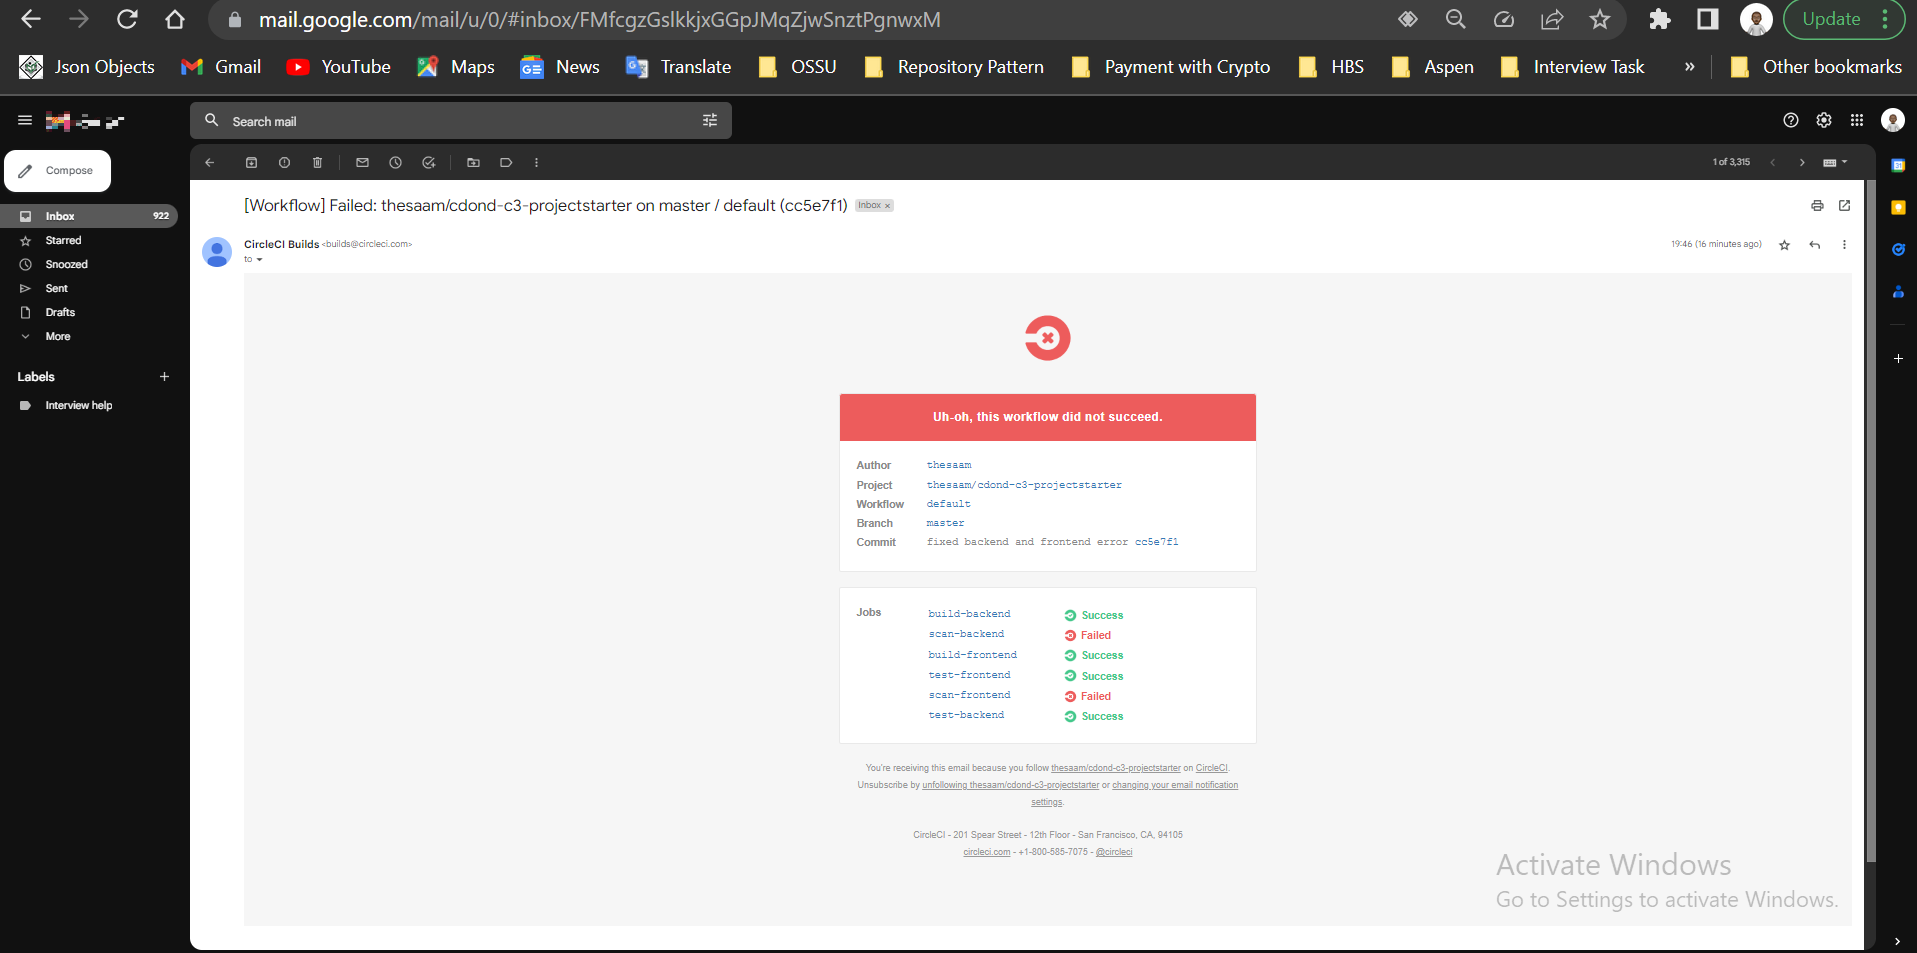 mail.google.com/mail/u/0/#inbox/FMfcgzGslkkjxGGpJMqZjwSnztPgnwxM
Update
Json Objects Gmail YouTube Maps News Translate OSSU Repository Pattern Payment with Crypto HBS Aspen Interview Task » Other bookmarks
Search mail
Compose
1 of 3,315
Inbox 922
Starred
Snoozed
Sent
Drafts
More
Labels +
Interview help
[Workflow] Failed: thesaam/cdond-c3-projectstarter on master / default (cc5e7f1) Inbox ×
CircleCI Builds <builds@circleci.com> 19:46 (16 minutes ago)
to
Uh-oh, this workflow did not succeed.
Author thesaam
Project thesaam/cdond-c3-projectstarter
Workflow default
Branch master
Commit fixed backend and frontend error cc5e7f1
Jobs build-backend Success
scan-backend Failed
build-frontend Success
test-frontend Success
scan-frontend Failed
test-backend Success
You're receiving this email because you follow thesaam/cdond-c3-projectstarter on CircleCI.
Unsubscribe by unfollowing thesaam/cdond-c3-projectstarter or changing your email notification
settings.
CircleCI - 201 Spear Street - 12th Floor - San Francisco, CA, 94105
circleci.com - +1-800-585-7075 - @circleci
Activate Windows
Go to Settings to activate Windows.